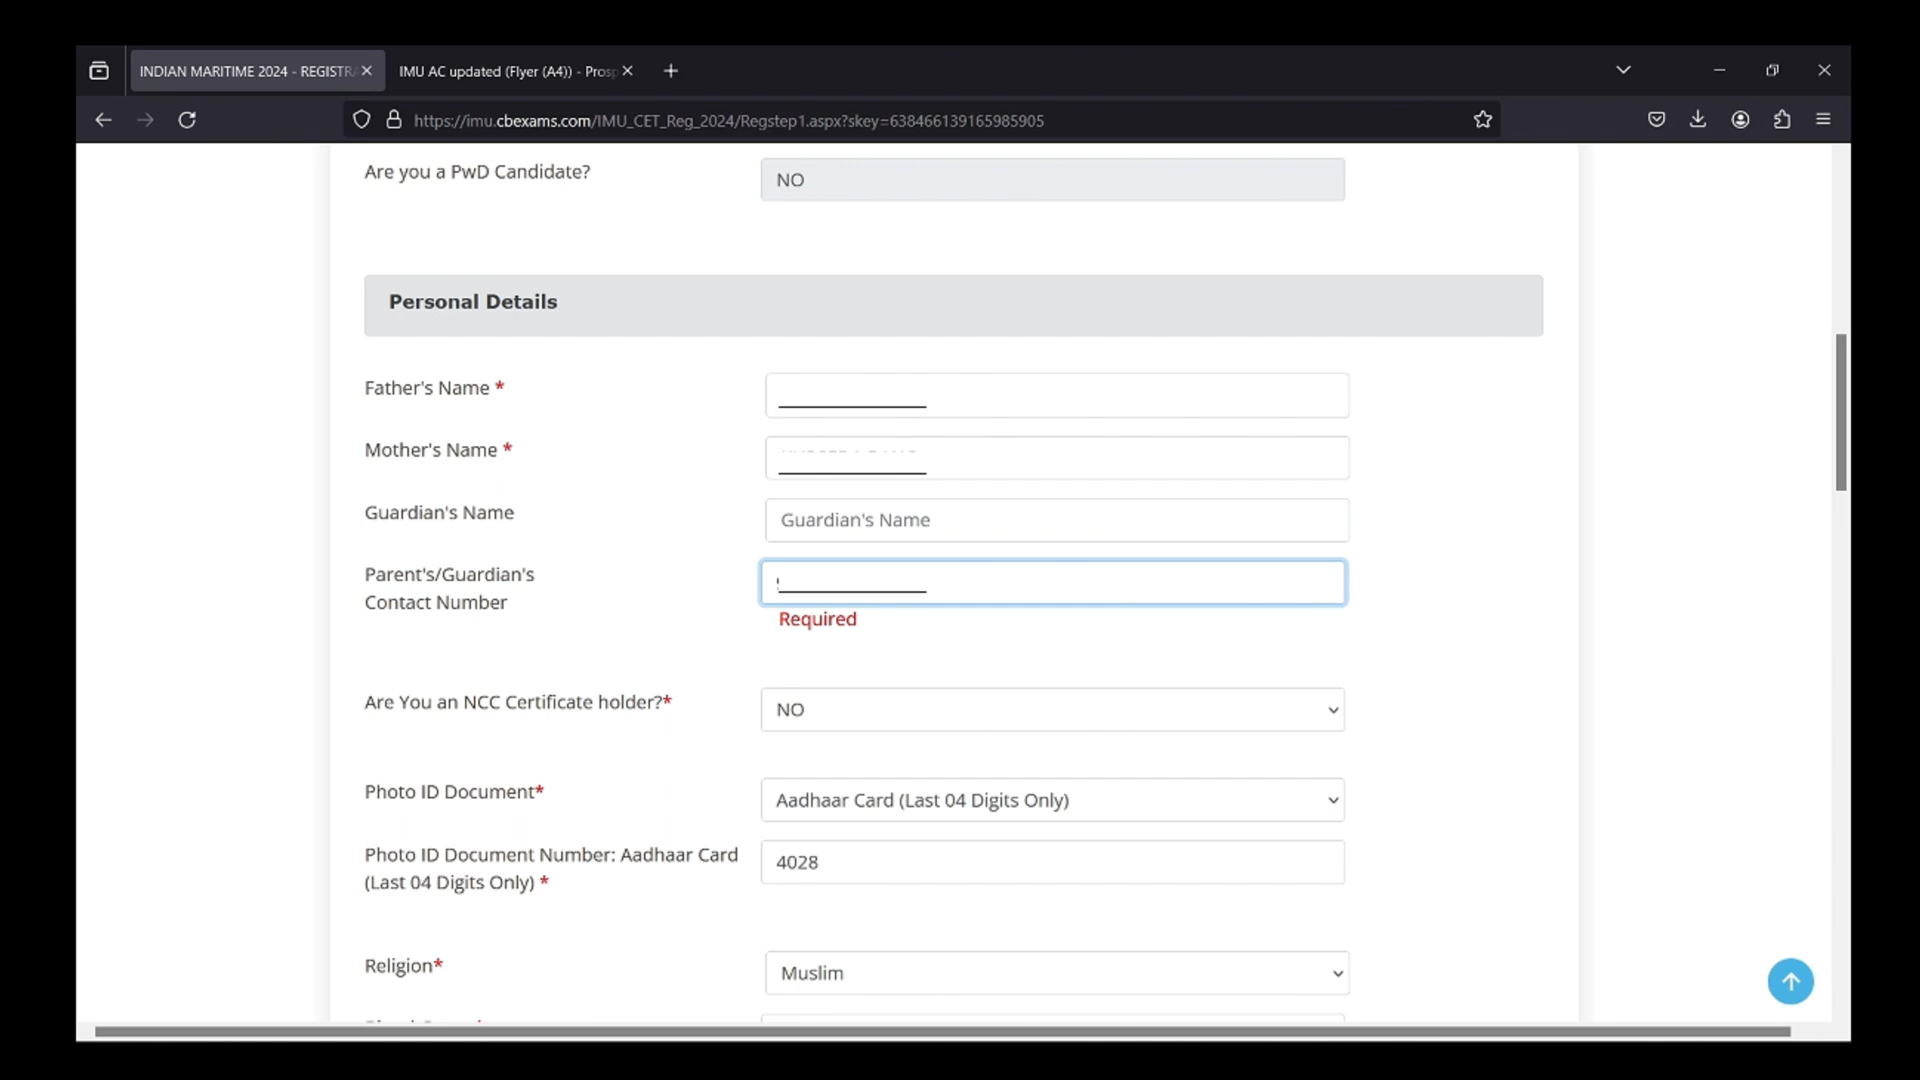 INDIAN MARITIME 2024 - REGISTRA
IMU AC updated (Flyer (A4)) - Prosp
https://imu.cbexams.com/IMU_CET_Reg_2024/Regstep1.aspx?skey=638466139165985905
Are you a PwD Candidate?
NO
Personal Details
Father's Name *
Mother's Name *
Guardian's Name
Guardian's Name
Parent's/Guardian's
Contact Number
Required
Are You an NCC Certificate holder?*
NO
Photo ID Document*
Aadhaar Card (Last 04 Digits Only)
Photo ID Document Number: Aadhaar Card
(Last 04 Digits Only) *
4028
Religion*
Muslim